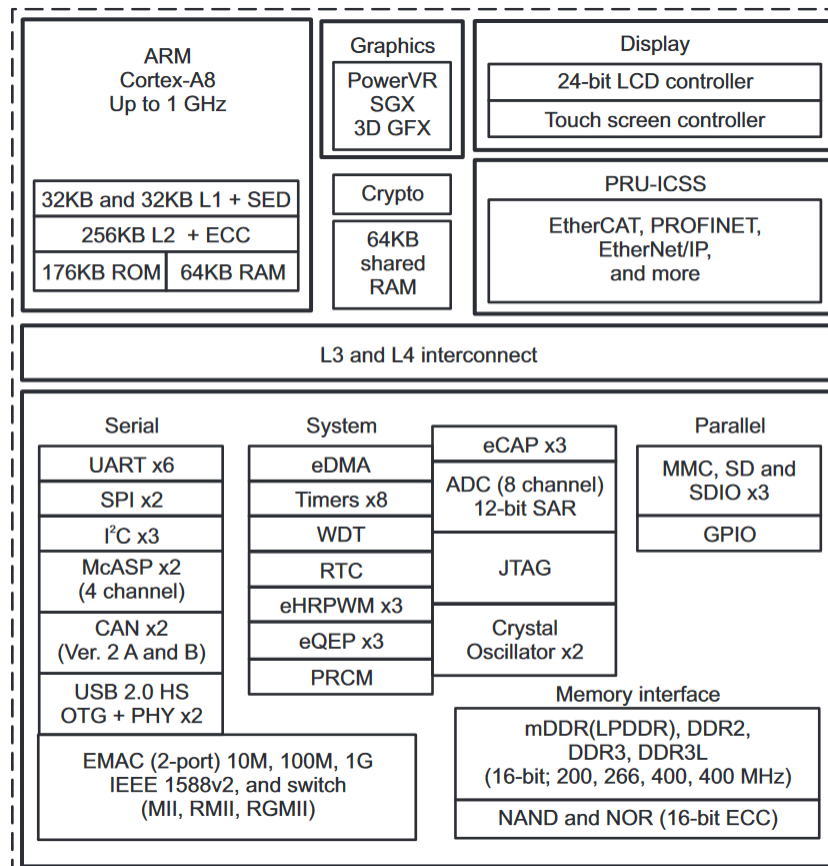 ARM
Cortex-A8
Up to 1 GHz
32KB and 32KB L1 + SED
256KB L2 + ECC
176KB ROM
64KB RAM
Graphics
PowerVR
SGX
3D GFX
Crypto
64KB
shared
RAM
Display
24-bit LCD controller
Touch screen controller
PRU-ICSS
EtherCAT, PROFINET,
EtherNet/IP,
and more
L3 and L4 interconnect
Serial
UART x6
SPI x2
I²C x3
McASP x2
(4 channel)
CAN x2
(Ver. 2 A and B)
USB 2.0 HS
OTG + PHY x2
EMAC (2-port) 10M, 100M, 1G
IEEE 1588v2, and switch
(MII, RMII, RGMII)
System
eDMA
Timers x8
WDT
RTC
eHRPWM x3
eQEP x3
PRCM
eCAP x3
ADC (8 channel)
12-bit SAR
JTAG
Crystal
Oscillator x2
Parallel
MMC, SD and
SDIO x3
GPIO
Memory interface
mDDR(LPDDR), DDR2,
DDR3, DDR3L
(16-bit; 200, 266, 400, 400 MHz)
NAND and NOR (16-bit ECC)